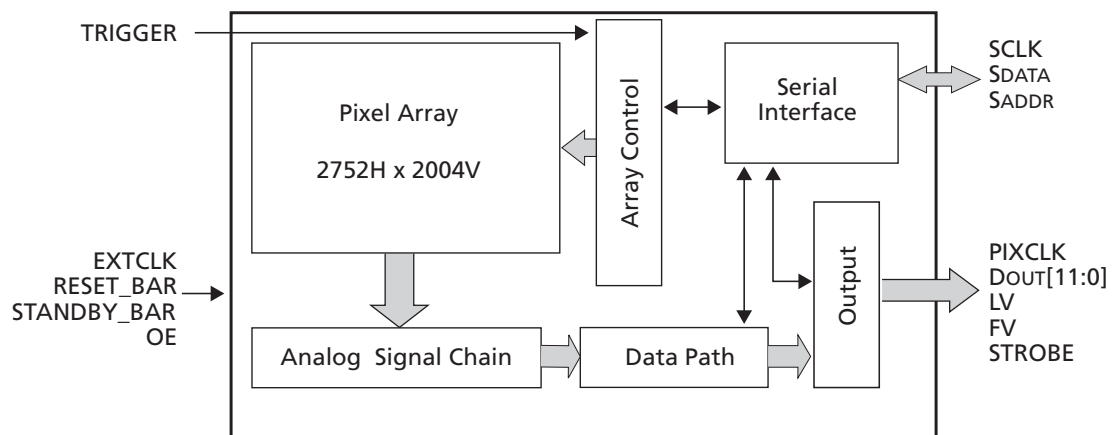 TRIGGER
Pixel Array
2752H x 2004V
Array Control
Serial
Interface
SCLK
SDATA
SADDR
EXTCLK
RESET_BAR
STANDBY_BAR
OE
Analog Signal Chain
Data Path
Output
PIXCLK
DOUT[11:0]
LV
FV
STROBE